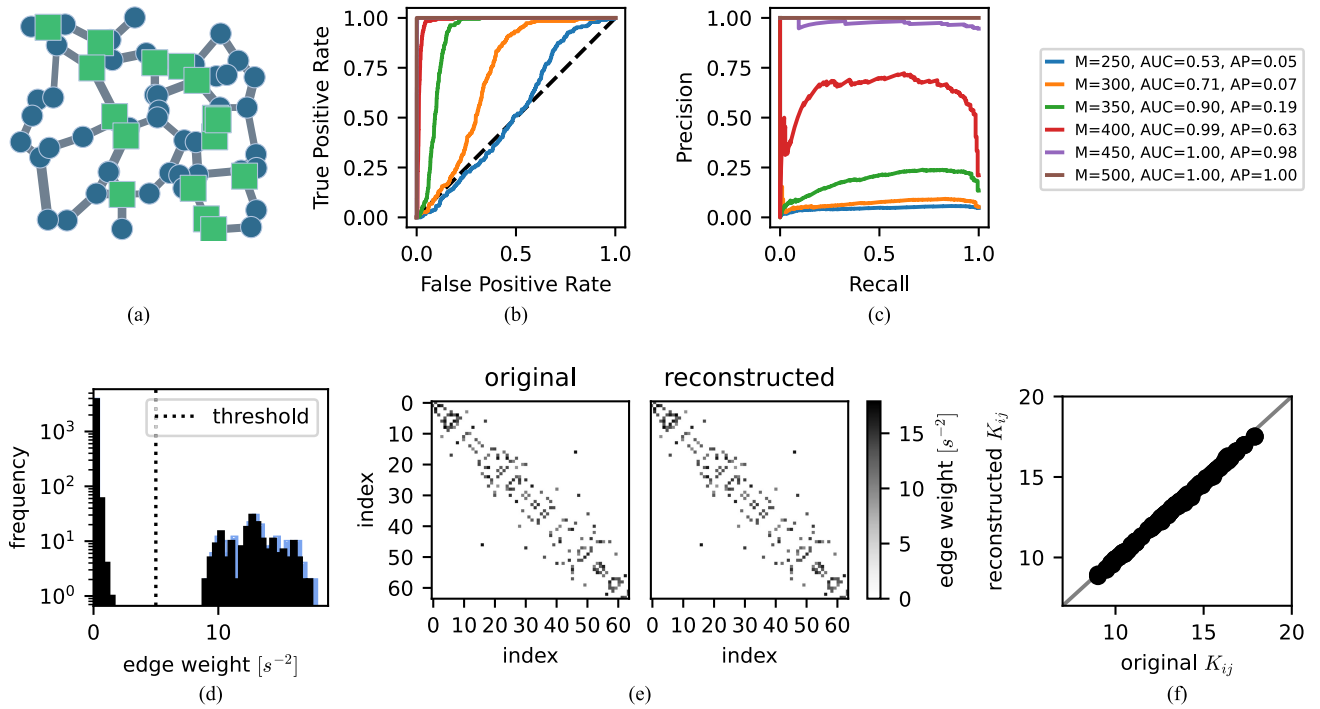 1.00
0.75
0.50
0.25
0.00
True Positive Rate
0.0
0.5
1.0
False Positive Rate
1.00
0.75
0.50
0.25
0.00
Precision
0.0
0.5
1.0
Recall
M=250, AUC=0.53, AP=0.05
M=300, AUC=0.71, AP=0.07
M=350, AUC=0.90, AP=0.19
M=400, AUC=0.99, AP=0.63
M=450, AUC=1.00, AP=0.98
M=500, AUC=1.00, AP=1.00
(a)
(b)
(c)
threshold
10³
10²
10¹
10⁰
frequency
0
10
edge weight [s⁻²]
(d)
original
reconstructed
0
10
20
30
40
50
60
index
0 10 20 30 40 50 60
index
0 10 20 30 40 50 60
index
15
10
5
0
edge weight [s⁻²]
(e)
20
15
10
reconstructed K_ij
10
15
20
original K_ij
(f)